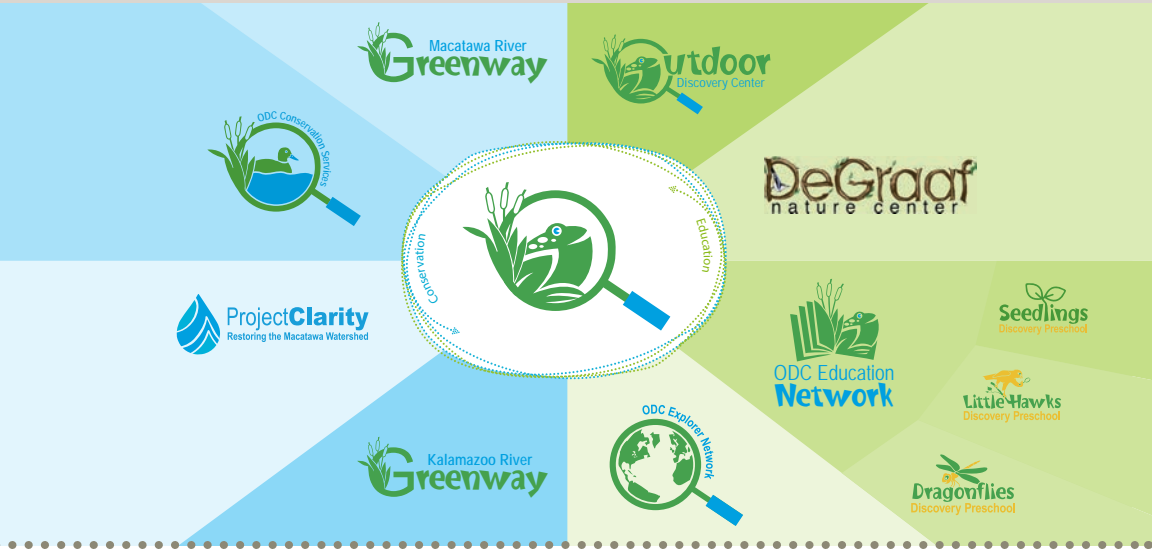 Macatawa River
Greenway
Outdoor
Discovery Center
ODC Conservation Services
DeGraaf
nature center
Conservation
Education
ProjectClarity
Restoring the Macatawa Watershed
ODC Education
Network
Seedlings
Discovery Preschool
Little Hawks
Discovery Preschool
Kalamazoo River
Greenway
ODC Explorer Network
Dragonflies
Discovery Preschool